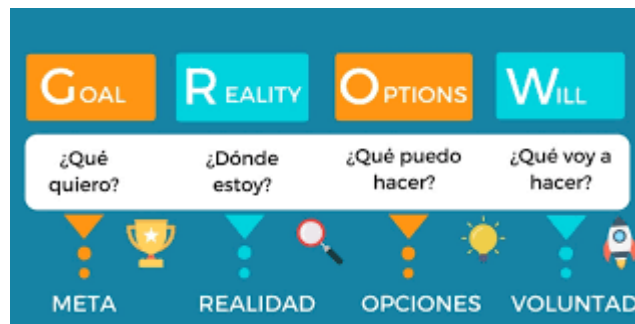 GOAL
REALITY
OPTIONS
WILL
¿Qué
quiero?
¿Dónde
estoy?
¿Qué puedo
hacer?
¿Qué voy a
hacer?
META
REALIDAD
OPCIONES
VOLUNTAD